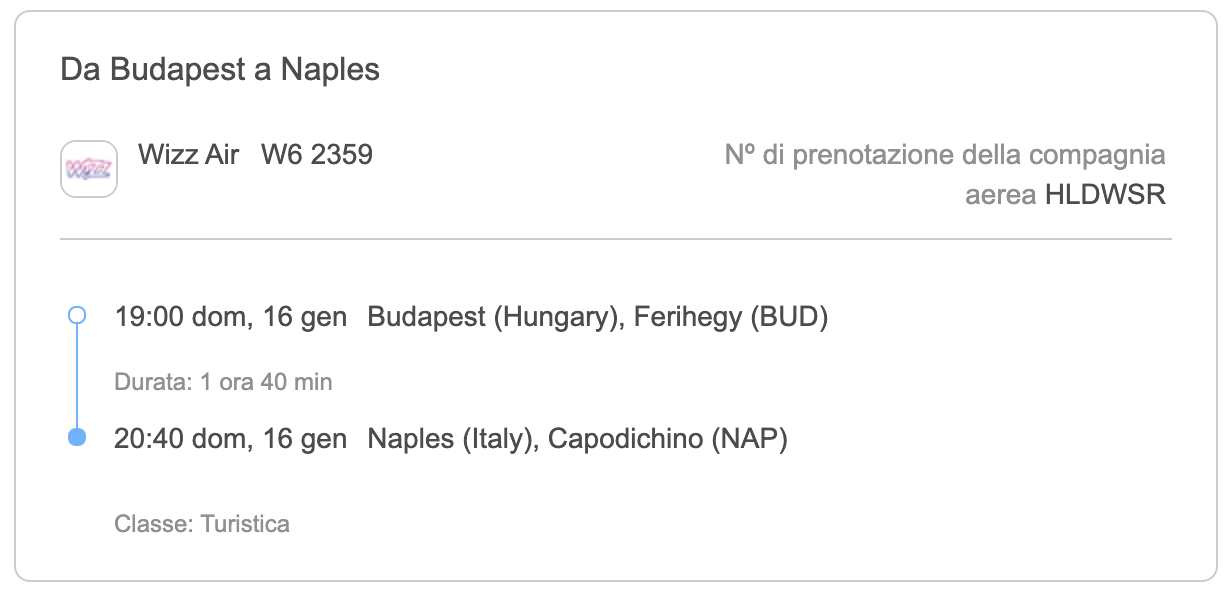 Da Budapest a Naples
WIZZ
Wizz Air W6 2359
Nº di prenotazione della compagnia
aerea HLDWSR
19:00 dom, 16 gen Budapest (Hungary), Ferihegy (BUD)
Durata: 1 ora 40 min
20:40 dom, 16 gen Naples (Italy), Capodichino (NAP)
Classe: Turistica